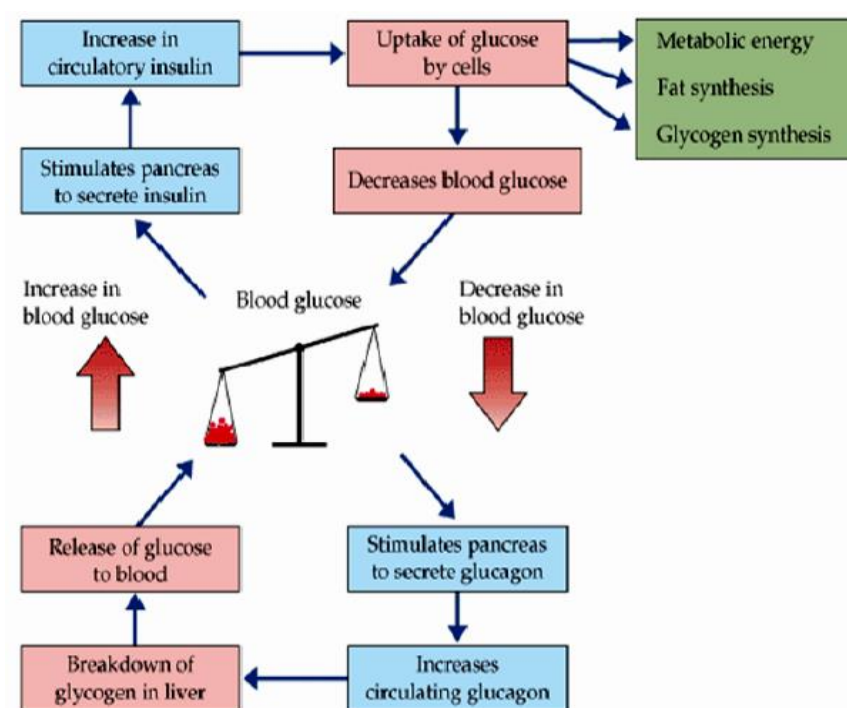 Increase in
circulatory insulin
Uptake of glucose
by cells
Metabolic energy
Fat synthesis
Glycogen synthesis
Stimulates pancreas
to secrete insulin
Decreases blood glucose
Increase in
blood glucose
Blood glucose
Decrease in
blood glucose
Release of glucose
to blood
Stimulates pancreas
to secrete glucagon
Breakdown of
glycogen in liver
Increases
circulating glucagon